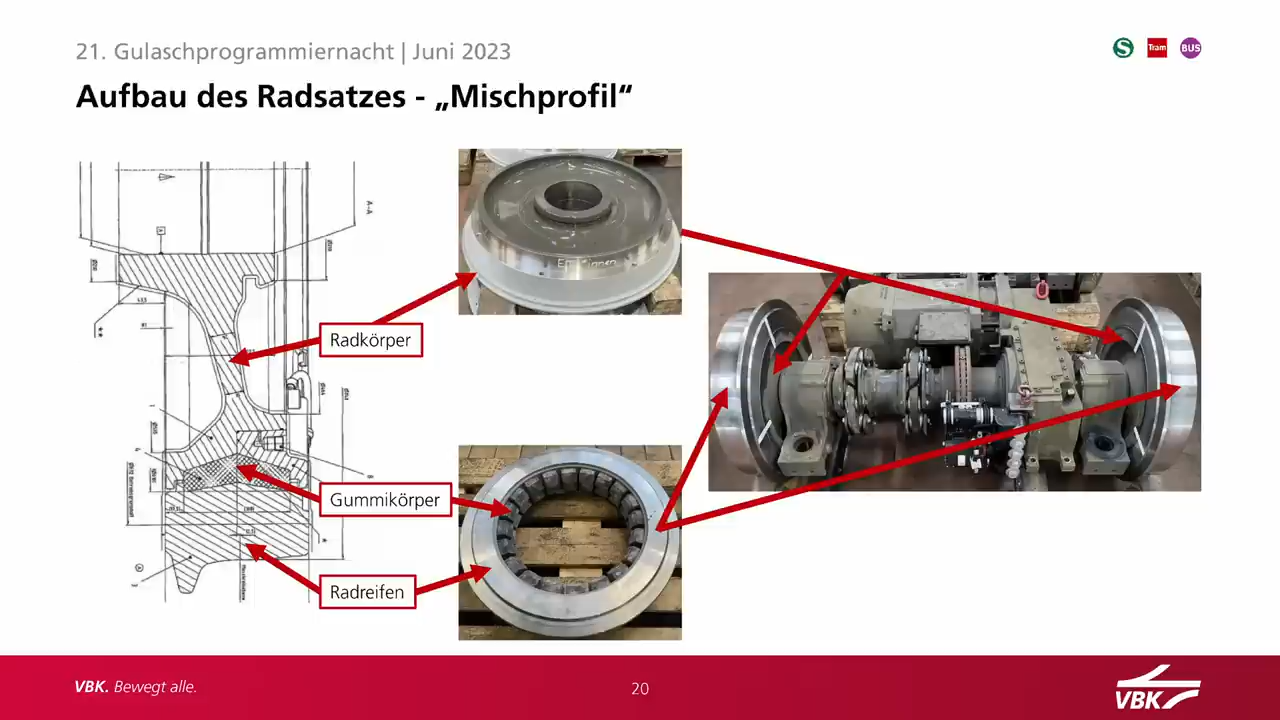 21. Gulaschprogrammiernacht | Juni 2023
S
Tram
BUS
Aufbau des Radsatzes - „Mischprofil“
A-A
Radkörper
Gummikörper
Radreifen
VBK. Bewegt alle.
20
VBK